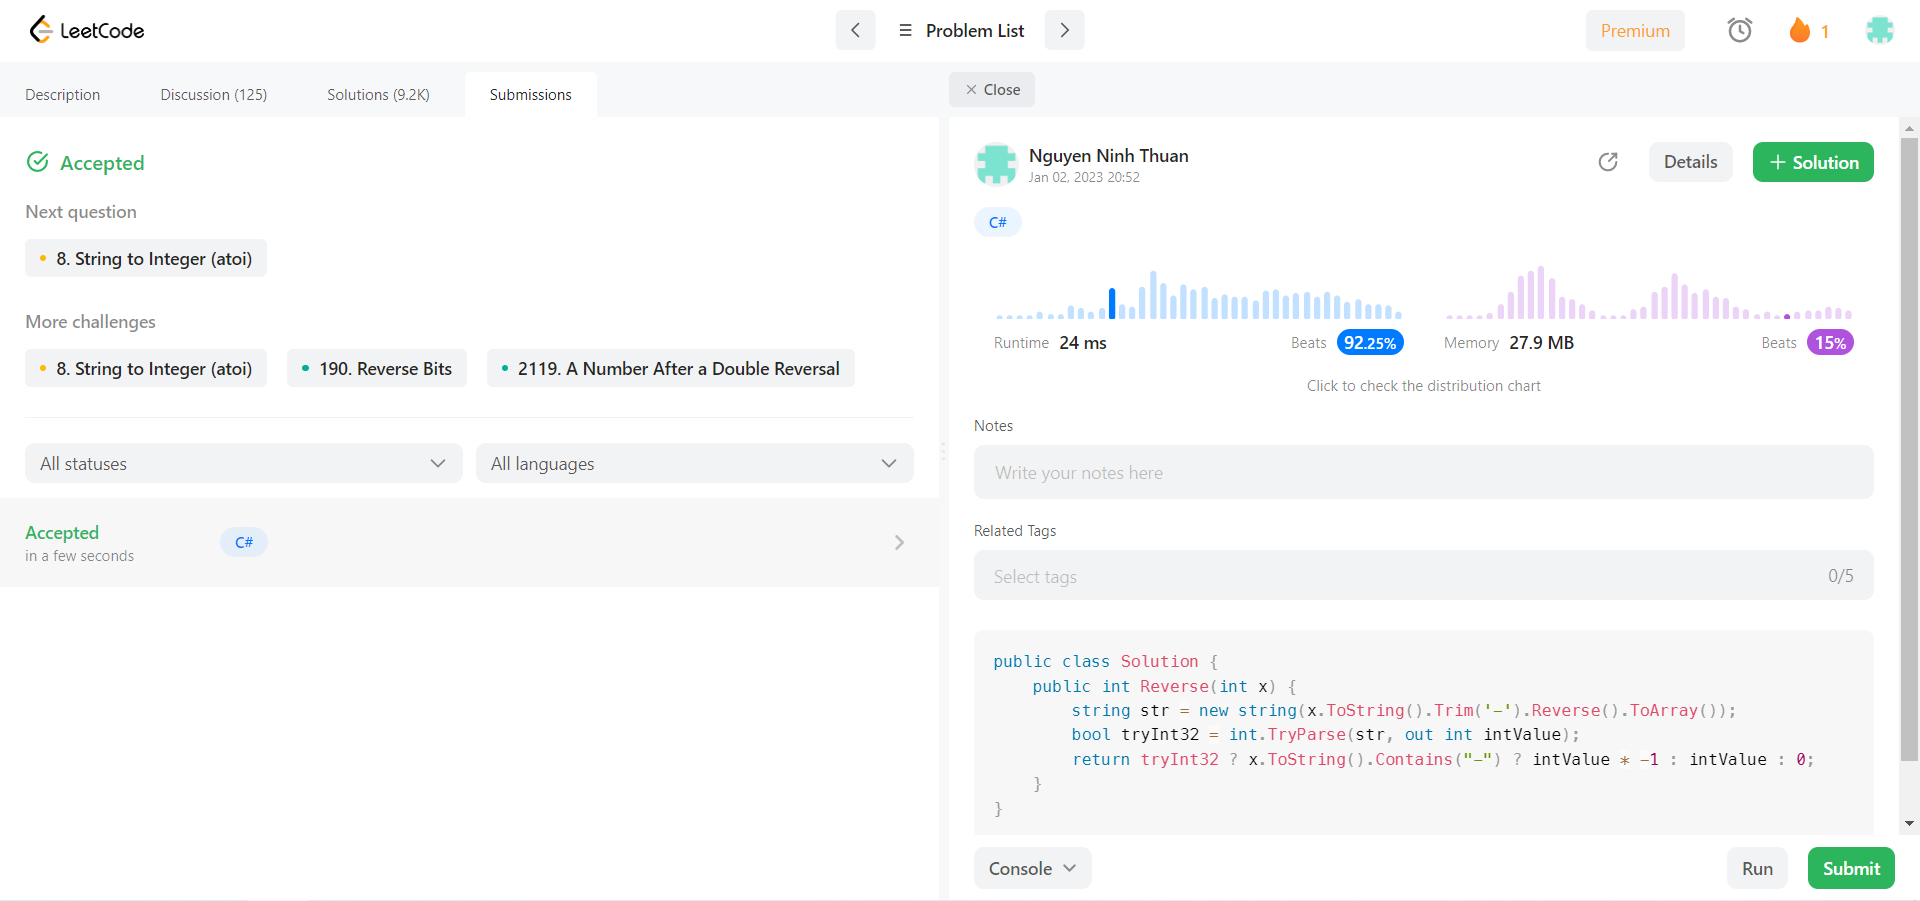 LeetCode
Problem List
Premium
1
Description Discussion (125) Solutions (9.2K) Submissions
Accepted
Next question
8. String to Integer (atoi)
More challenges
8. String to Integer (atoi) 190. Reverse Bits 2119. A Number After a Double Reversal
All statuses All languages
Accepted
in a few seconds
C#
Close
Nguyen Ninh Thuan
Jan 02, 2023 20:52
Details + Solution
C#
Runtime 24 ms Beats 92.25% Memory 27.9 MB Beats 15%
Click to check the distribution chart
Notes
Write your notes here
Related Tags
Select tags 0/5
public class Solution {
    public int Reverse(int x) {
        string str = new string(x.ToString().Trim('-').Reverse().ToArray());
        bool tryInt32 = int.TryParse(str, out int intValue);
        return tryInt32 ? x.ToString().Contains("-") ? intValue * -1 : intValue : 0;
    }
}
Console Run Submit